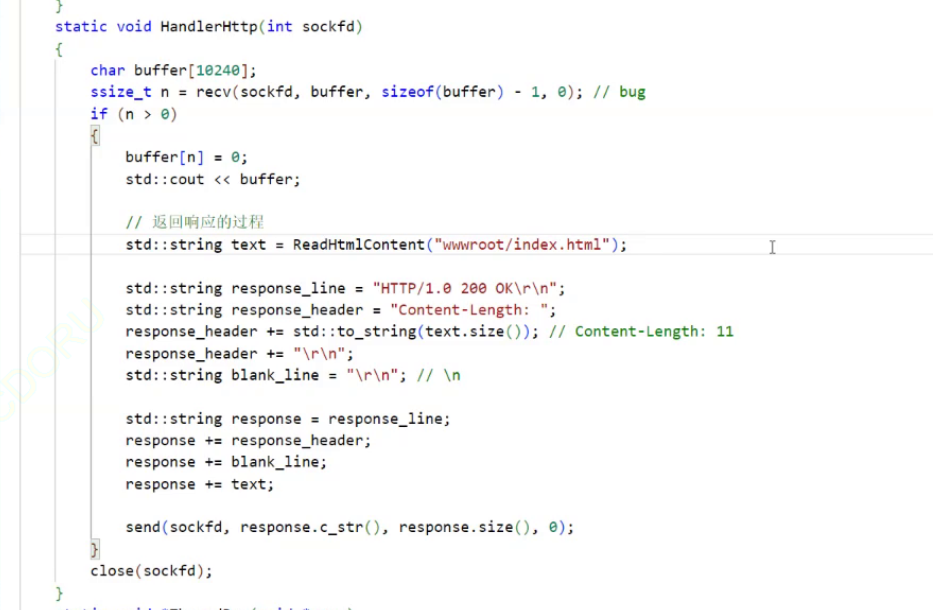 }
static void HandlerHttp(int sockfd)
{
char buffer[10240];
ssize_t n = recv(sockfd, buffer, sizeof(buffer) - 1, 0); // bug
if (n > 0)
{
buffer[n] = 0;
std::cout << buffer;
// 返回响应的过程
std::string text = ReadHtmlContent("wwwroot/index.html");
std::string response_line = "HTTP/1.0 200 OK\r\n";
std::string response_header = "Content-Length: ";
response_header += std::to_string(text.size()); // Content-Length: 11
response_header += "\r\n";
std::string blank_line = "\r\n"; // \n
std::string response = response_line;
response += response_header;
response += blank_line;
response += text;
send(sockfd, response.c_str(), response.size(), 0);
}
close(sockfd);
}